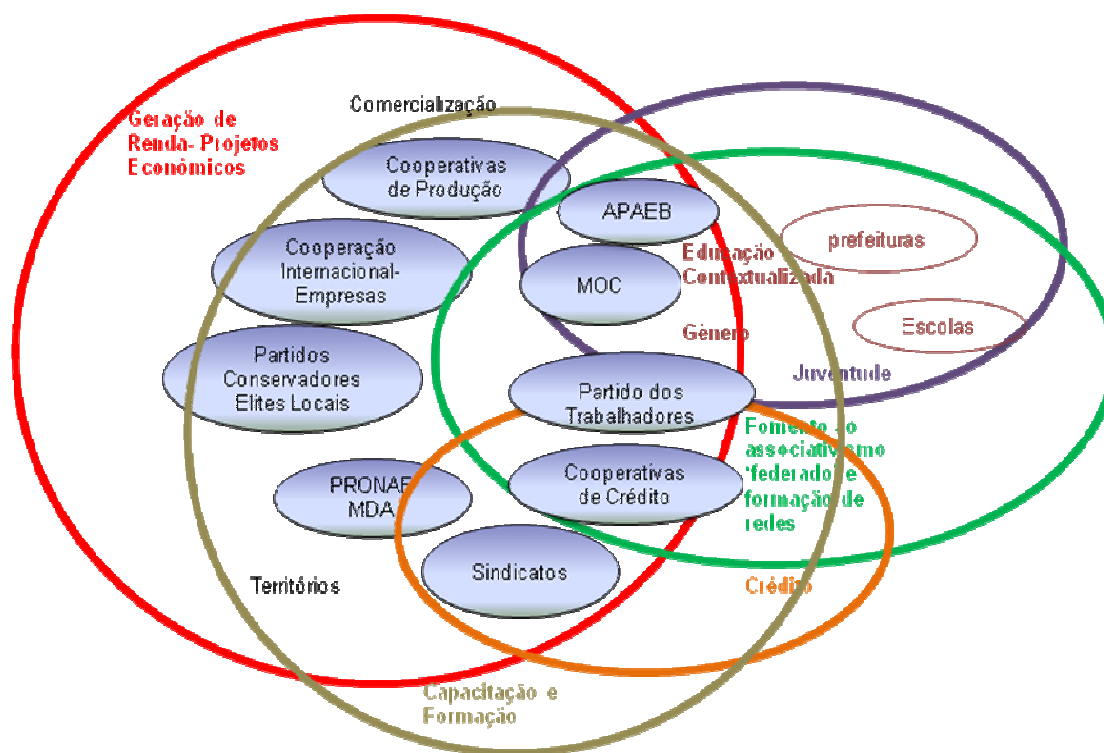 Comercialização
Geração de
Renda- Projetos
Econômicos
Cooperativas
de Produção
APAEB
prefeituras
Cooperação
Internacional-
Empresas
Educação
Contextualizada
MOC
Escolas
Gênero
Partidos
Conservadores
Elites Locais
Juventude
Partido dos
Trabalhadores
Fomento ao
associativismo
'federado'e
formação de
redes
Cooperativas
de Crédito
PRONAF
MDA
Sindicatos
Territórios
Crédito
Capacitação e
Formação